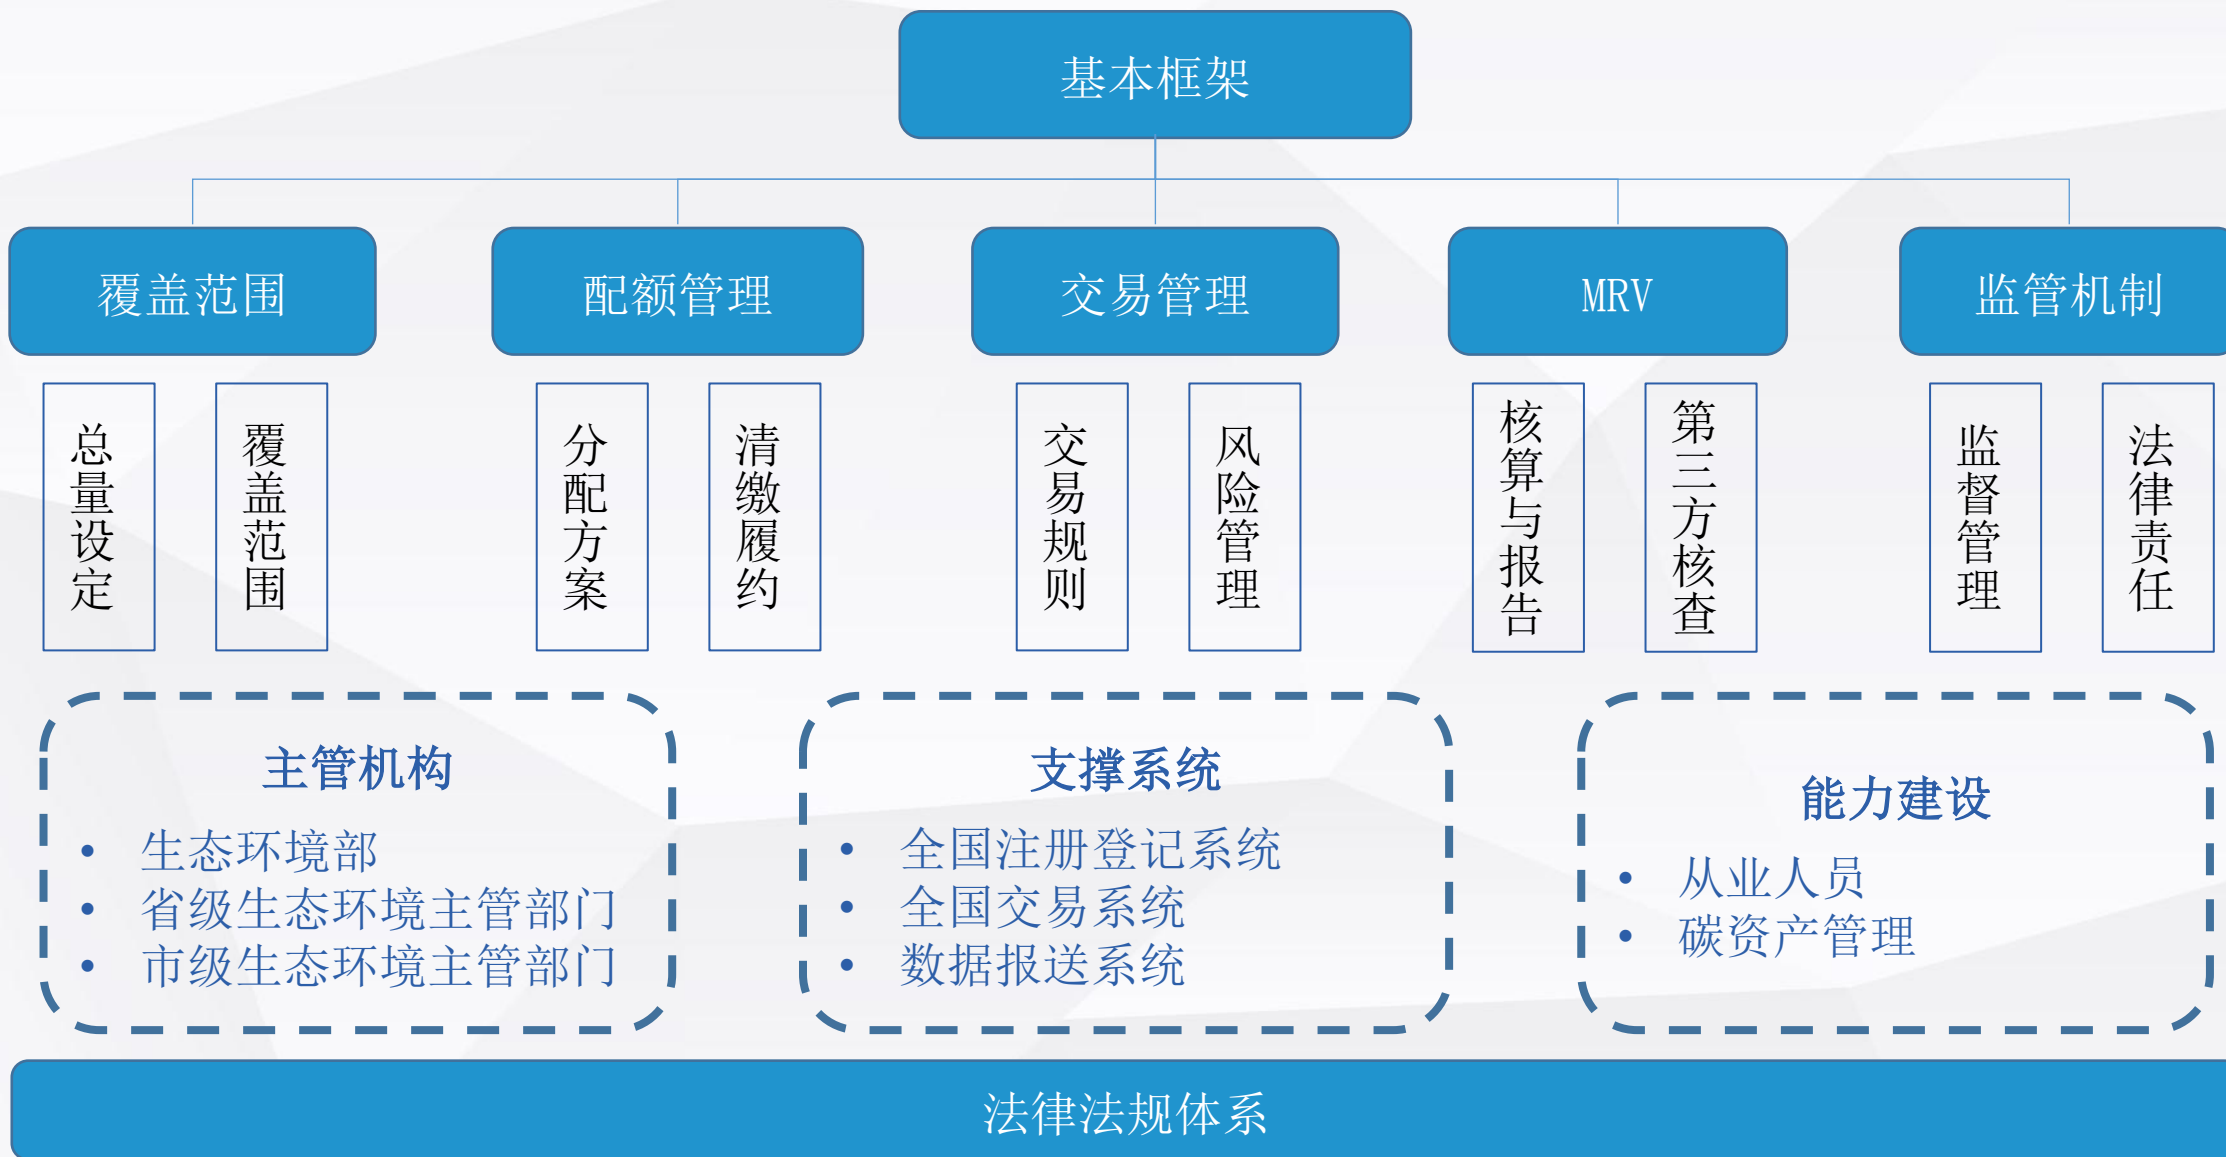 基本框架
覆盖范围
配额管理
交易管理
MRV
监管机制
总量设定
覆盖范围
分配方案
清缴履约
交易规则
风险管理
核算与报告
第三方核查
监督管理
法律责任
主管机构
• 生态环境部
• 省级生态环境主管部门
• 市级生态环境主管部门
支撑系统
• 全国注册登记系统
• 全国交易系统
• 数据报送系统
能力建设
• 从业人员
• 碳资产管理
法律法规体系